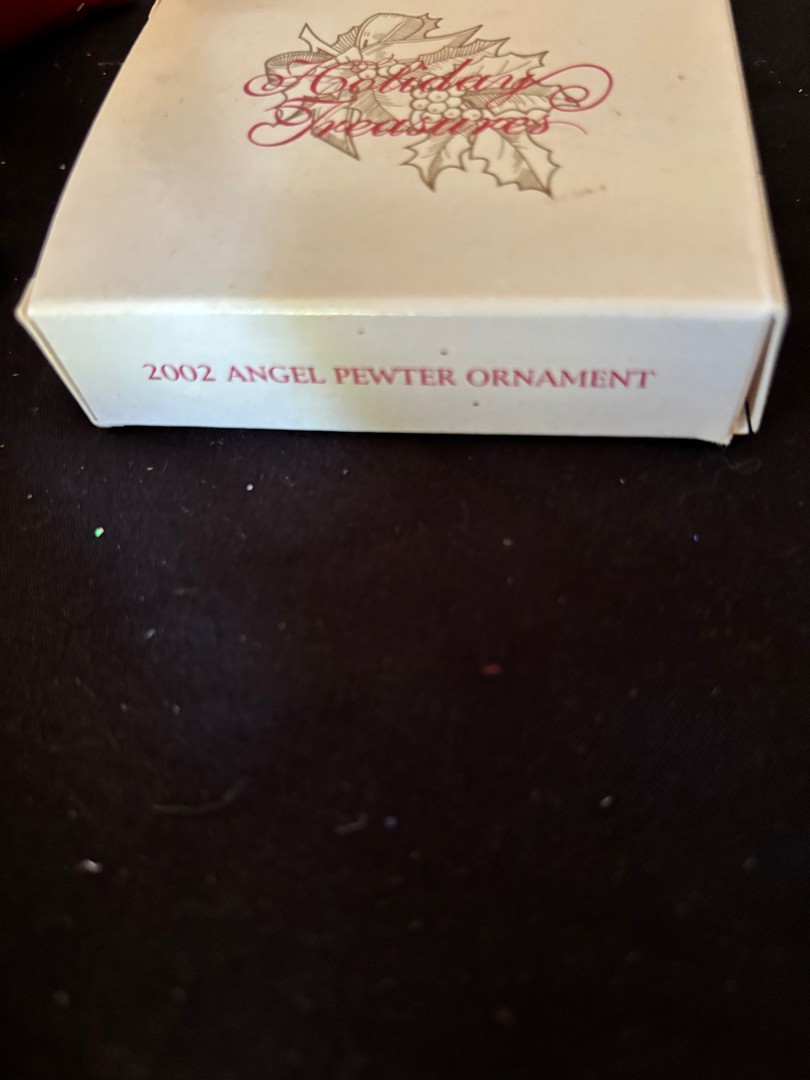 Holiday
Treasures
2002 ANGEL PEWTER ORNAMENT